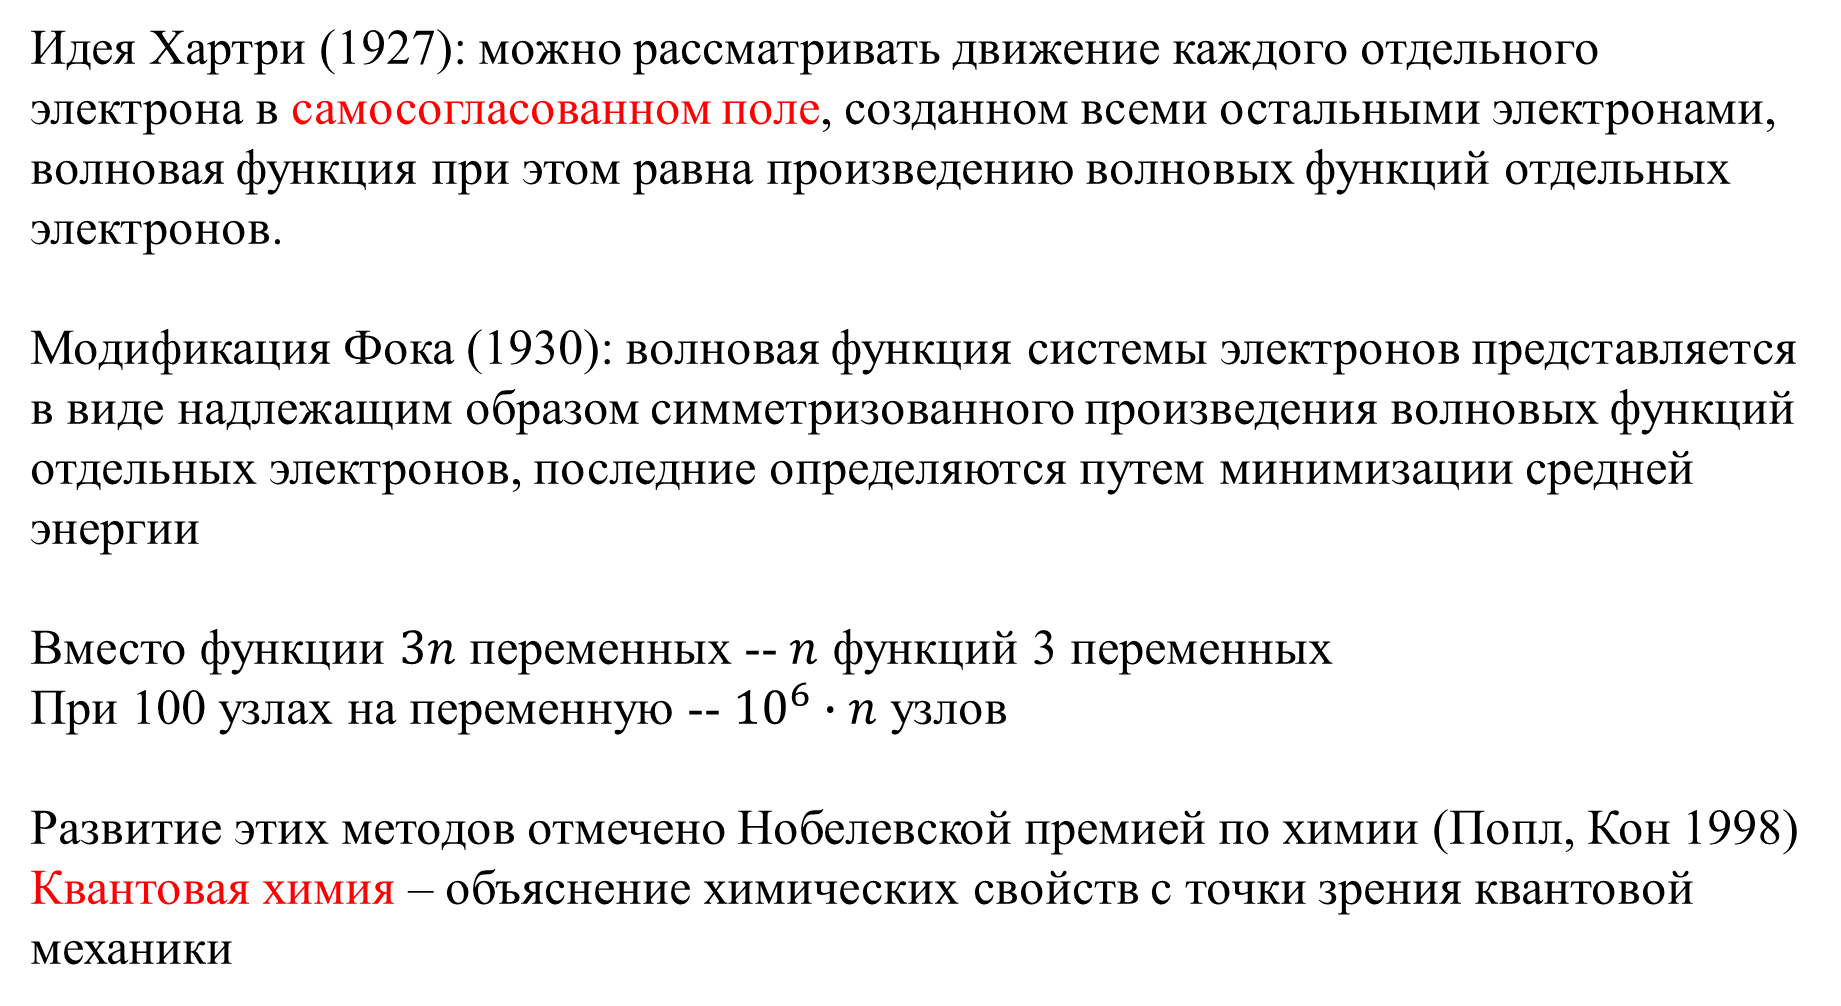 Идея Хартри (1927): можно рассматривать движение каждого отдельного
электрона в самосогласованном поле, созданном всеми остальными электронами,
волновая функция при этом равна произведению волновых функций отдельных
электронов.
Модификация Фока (1930): волновая функция системы электронов представляется
в виде надлежащим образом симметризованного произведения волновых функций
отдельных электронов, последние определяются путем минимизации средней
энергии
Вместо функции 3𝑛 переменных -- 𝑛 функций 3 переменных
При 100 узлах на переменную -- 10⁶ ⋅ 𝑛 узлов
Развитие этих методов отмечено Нобелевской премией по химии (Попл, Кон 1998)
Квантовая химия – объяснение химических свойств с точки зрения квантовой
механики